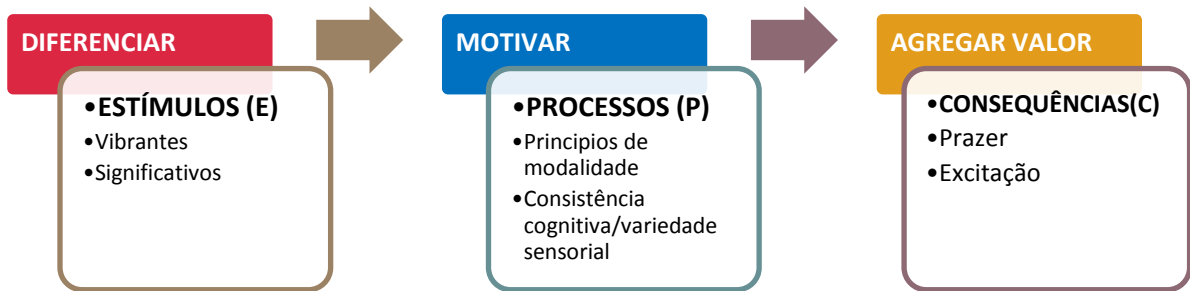 DIFERENCIAR
•ESTÍMULOS (E)
•Vibrantes
•Significativos
MOTIVAR
•PROCESSOS (P)
•Principios de
modalidade
•Consistência
cognitiva/variedade
sensorial
AGREGAR VALOR
•CONSEQUÊNCIAS(C)
•Prazer
•Excitação